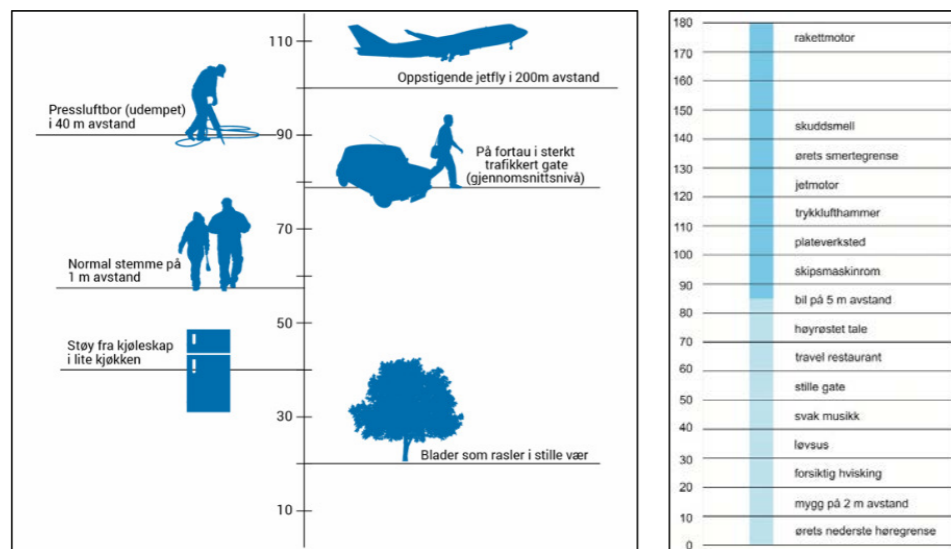 110
Oppstigende jetfly i 200m avstand
Pressluftbor (udempet)
i 40 m avstand
90
På fortau i sterkt
trafikkert gate
(gjennomsnittsnivå)
70
Normal stemme på
1 m avstand
50
Støy fra kjøleskap
i lite kjøkken
30
Blader som rasler i stille vær
10
180
rakettmotor
170
160
150
skuddsmell
140
ørets smertegrense
130
jetmotor
120
trykklufthammer
110
plateverksted
100
skipsmaskinrom
90
bil på 5 m avstand
80
høyrøstet tale
70
travel restaurant
60
stille gate
50
svak musikk
40
løvsus
30
forsiktig hvisking
20
mygg på 2 m avstand
10
ørets nederste høregrense
0